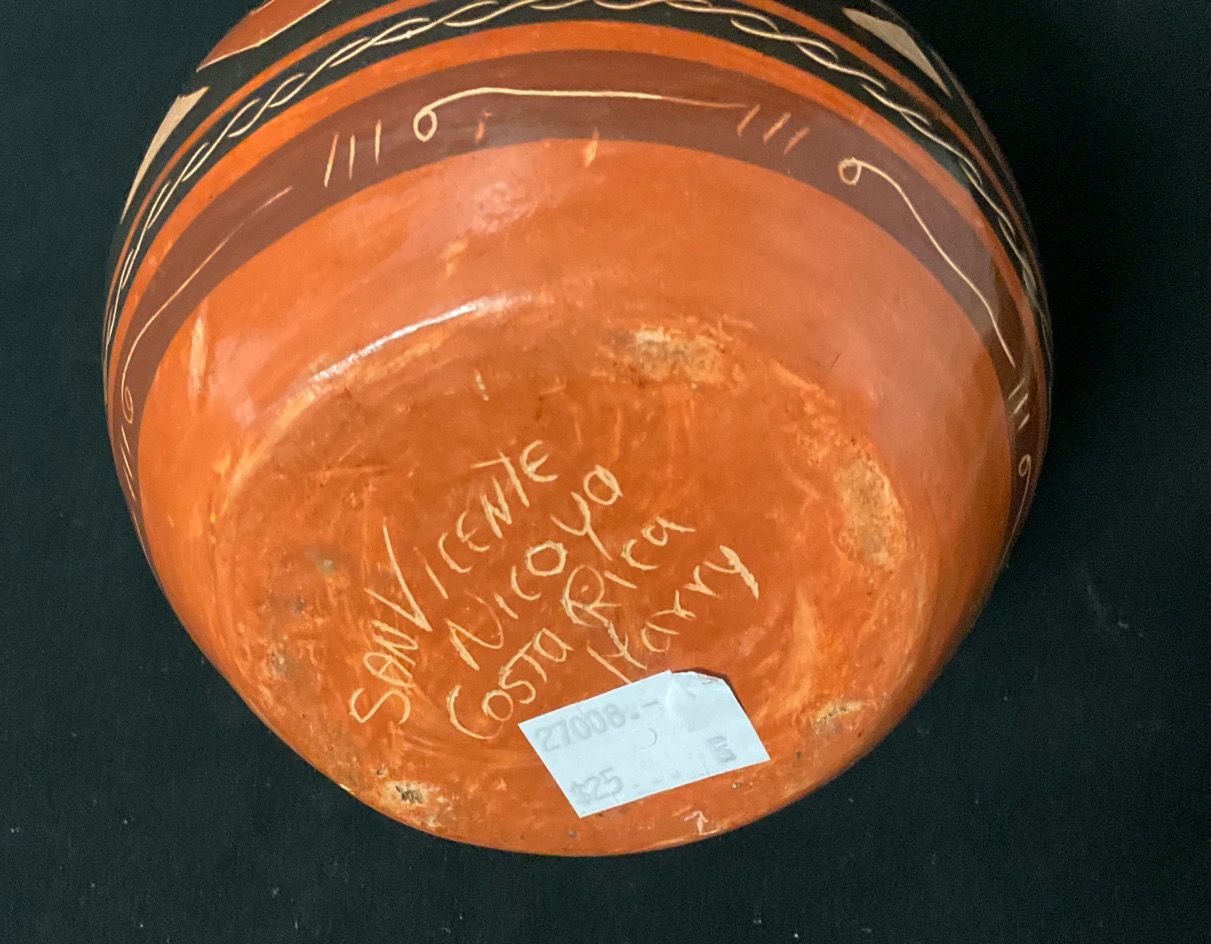 SAN VICENTE
NICOYA
COSTA RICA
Harry
27008
$25